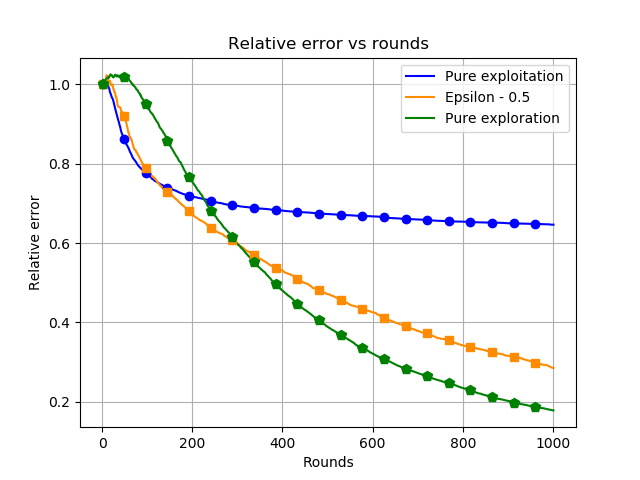 Relative error vs rounds
Pure exploitation
Epsilon - 0.5
Pure exploration
1.0
0.8
0.6
0.4
0.2
Relative error
0 200 400 600 800 1000
Rounds